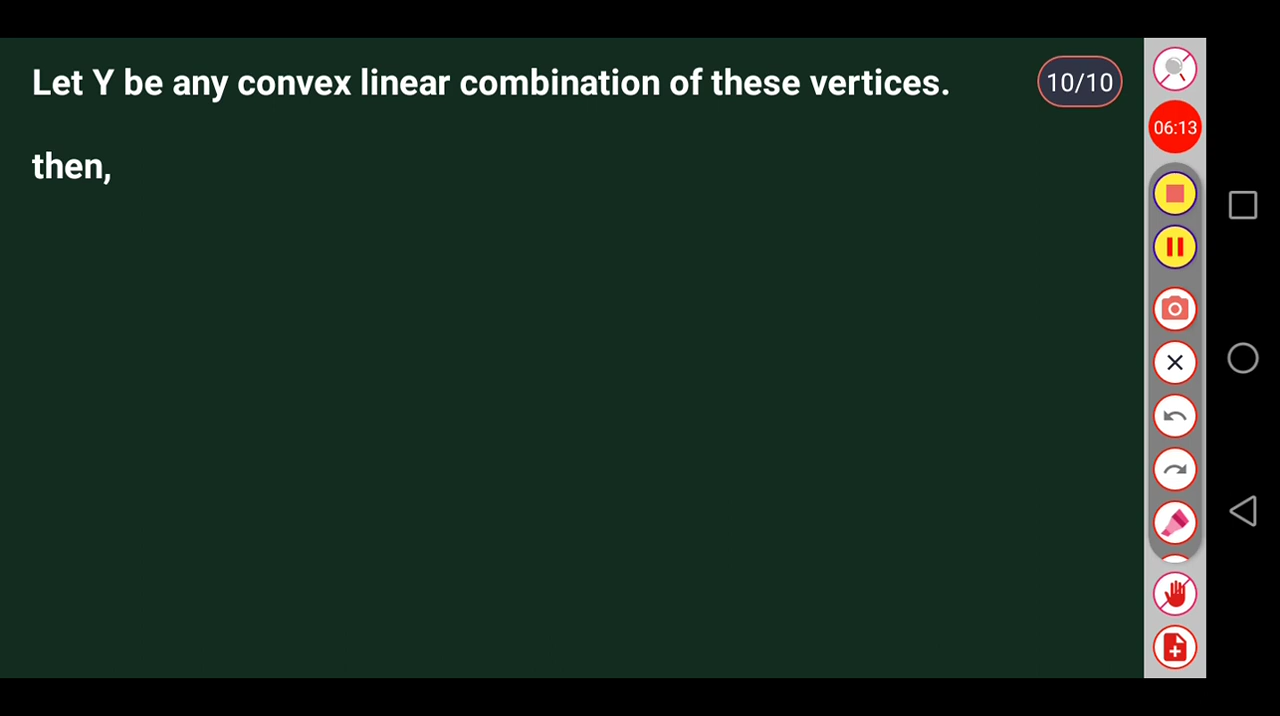 Let Y be any convex linear combination of these vertices.
10/10
06:13
then,